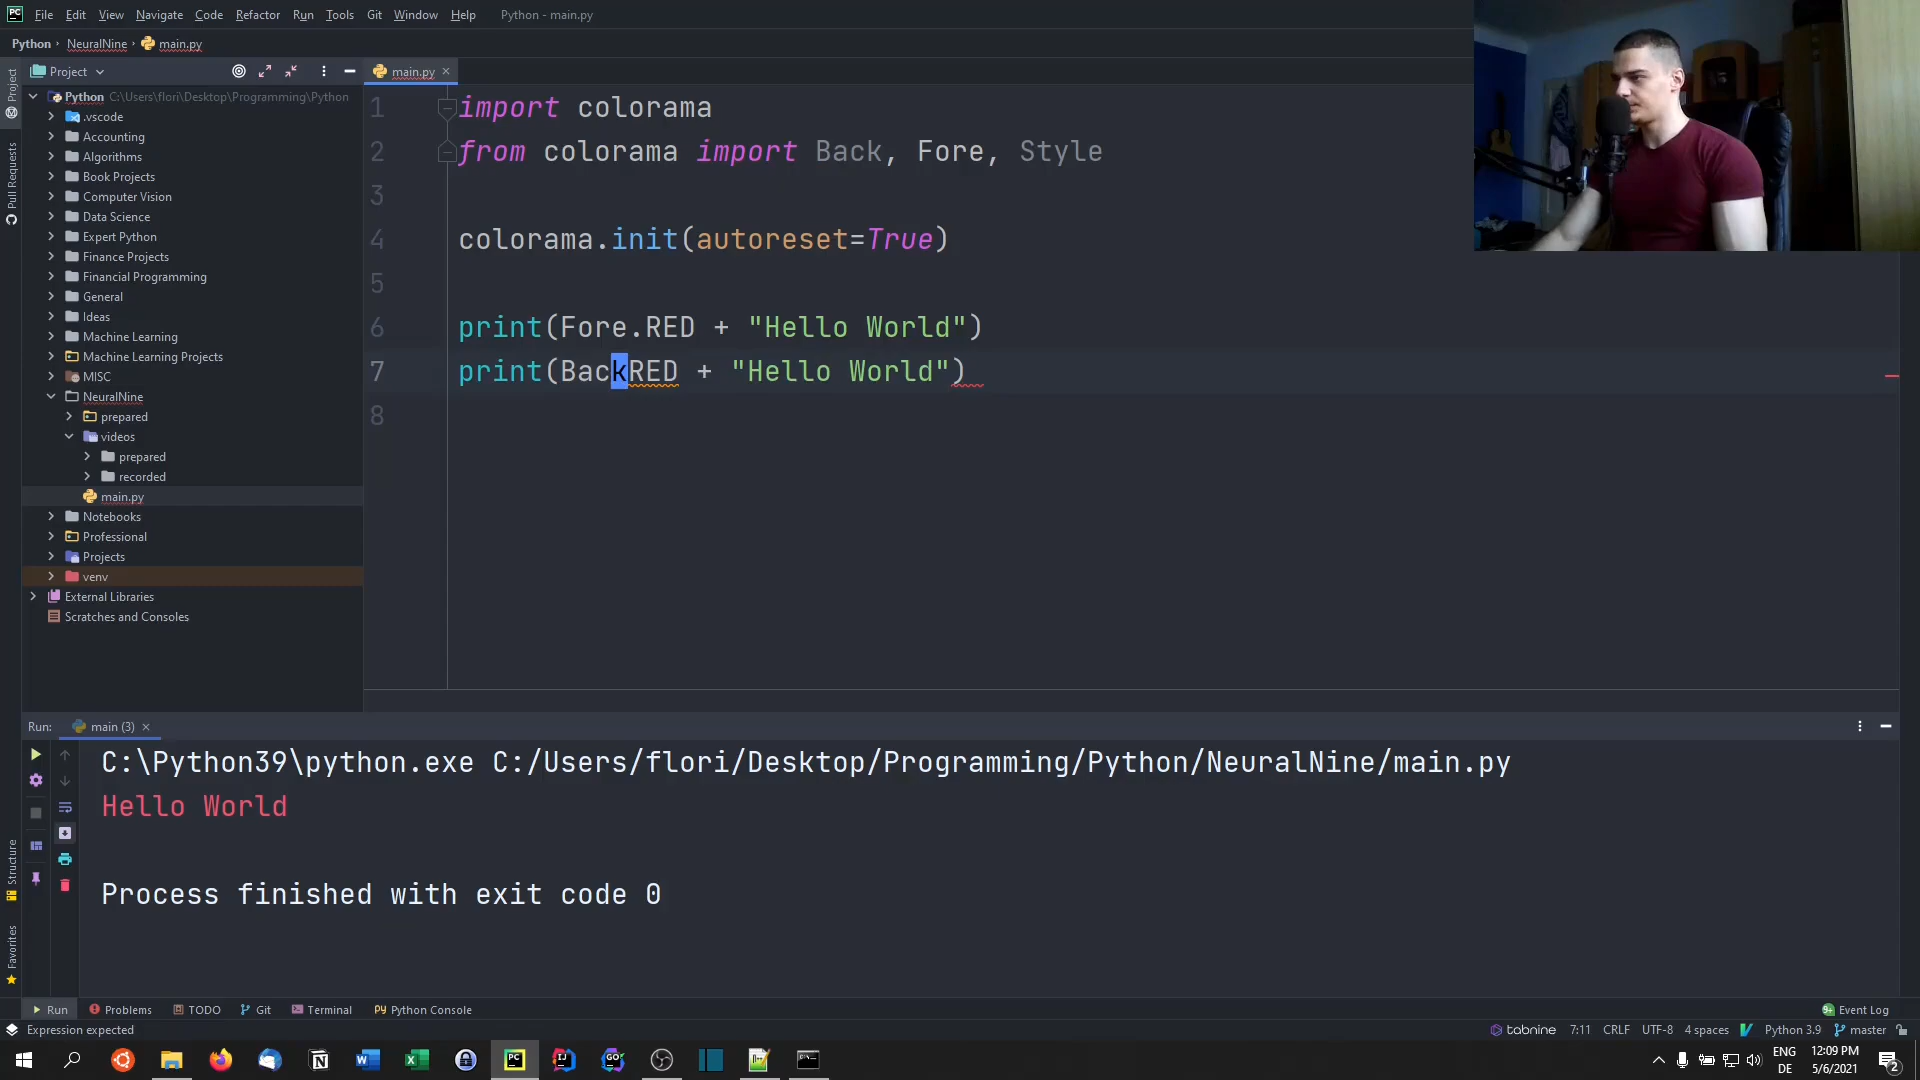 File Edit View Navigate Code Refactor Run Tools Git Window Help Python - main.py
Python NeuralNine main.py
Project
main.py
Project
Pull Requests
Python C:\Users\flori\Desktop\Programming\Python
.vscode
Accounting
Algorithms
Book Projects
Computer Vision
Data Science
Expert Python
Finance Projects
Financial Programming
General
Ideas
Machine Learning
Machine Learning Projects
MISC
NeuralNine
prepared
videos
prepared
recorded
main.py
Notebooks
Professional
Projects
venv
External Libraries
Scratches and Consoles
1 import colorama
2 from colorama import Back, Fore, Style
3
4 colorama.init(autoreset=True)
5
6 print(Fore.RED + "Hello World")
7 print(BackRED + "Hello World")
8
Run: main (3)
C:\Python39\python.exe C:/Users/flori/Desktop/Programming/Python/NeuralNine/main.py
Hello World
Process finished with exit code 0
Structure
Favorites
Run Problems TODO Git Terminal Python Console Event Log
Expression expected tabnine 7:11 CRLF UTF-8 4 spaces Python 3.9 master
ENG 12:09 PM
DE 5/6/2021 2